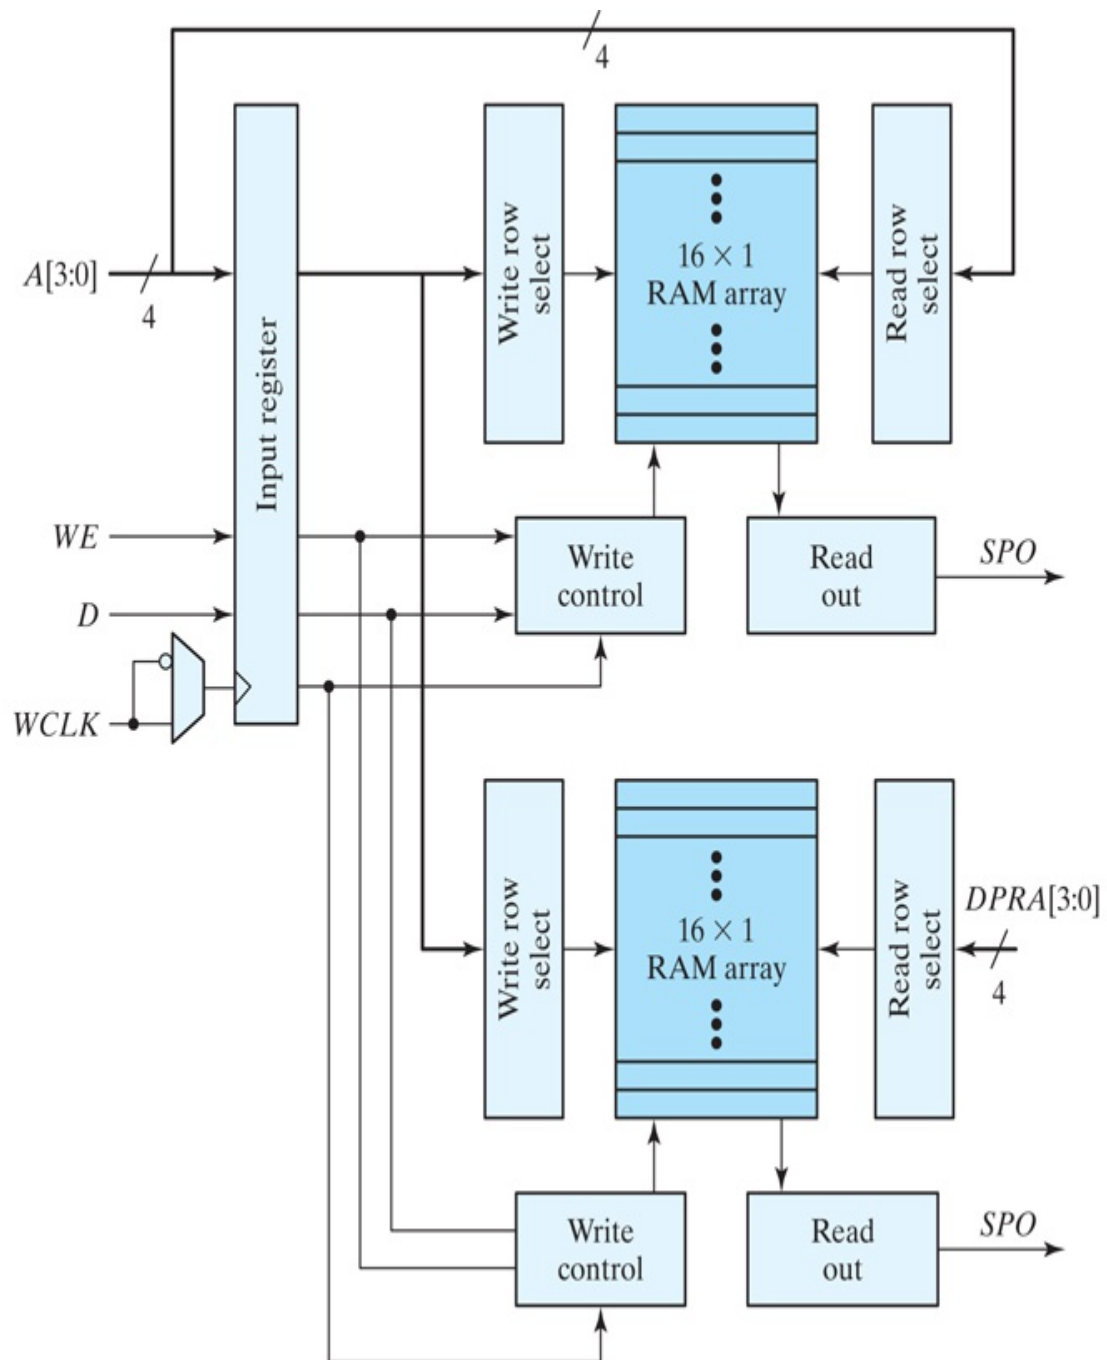 4
A[3:0]
4
Input register
Write row
select
16 × 1
RAM array
Read row
select
WE
D
WCLK
Write
control
Read
out
SPO
Write row
select
16 × 1
RAM array
Read row
select
DPRA[3:0]
4
Write
control
Read
out
SPO